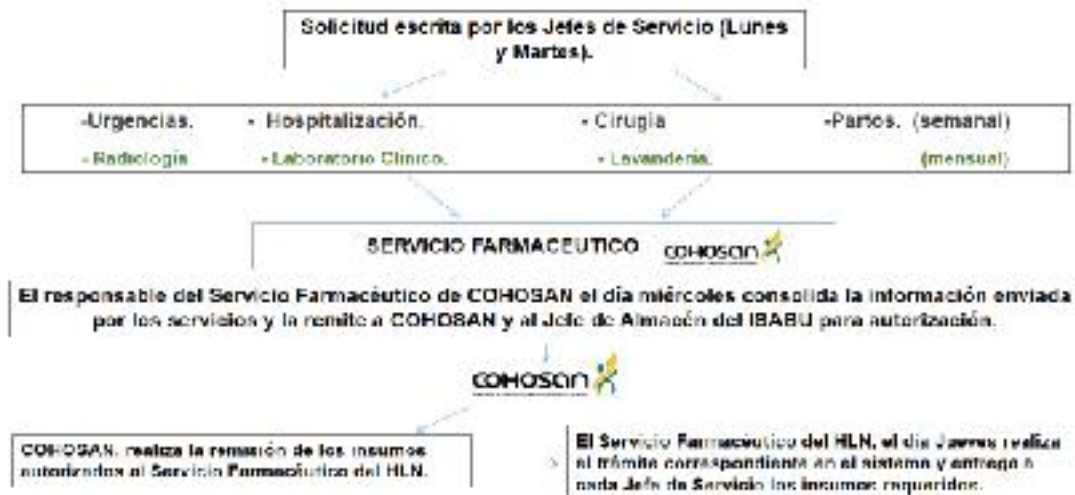 Solicitud escrita por los Jefes de Servicio (Lunes
y Martes).
-Urgencias. - Hospitalización. - Cirugia -Partos. (semanal)
- Radiología - Laboratorio Clínico. - Lavandería. (mensual)
SERVICIO FARMACEUTICO COHOSAN
El responsable del Servicio Farmacéutico de COHOSAN el día miércoles consolida la información enviada
por los servicios y la remite a COHOSAN y al Jefe de Almacén del ISABU para autorización.
COHOSAN
COHOSAN, realiza la remisión de los insumos
autorizados al Servicio Farmacéutico del HLN.
El Servicio Farmacéutico del HLN, el día Jueves realiza
el trámite correspondiente en el sistema y entrega a
cada Jefe de Servicio los insumos requeridos.